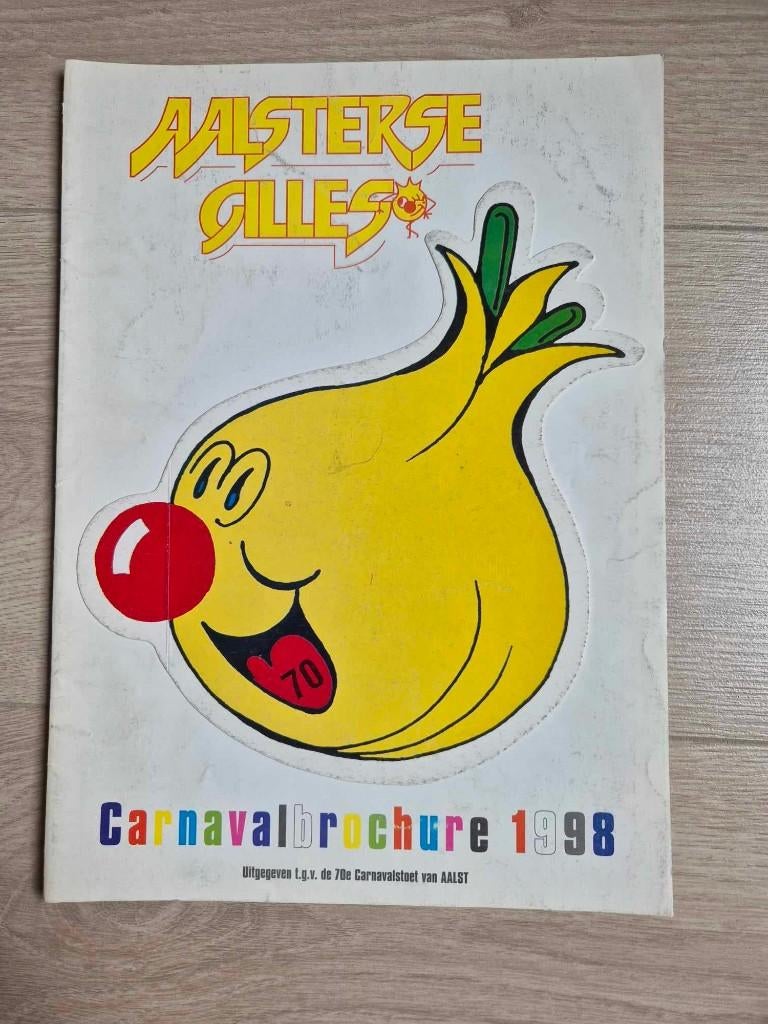 AALSTERSE
GILLES
70
Carnavalbrochure 1998
Uitgegeven t.g.v. de 70e Carnavalstoet van AALST